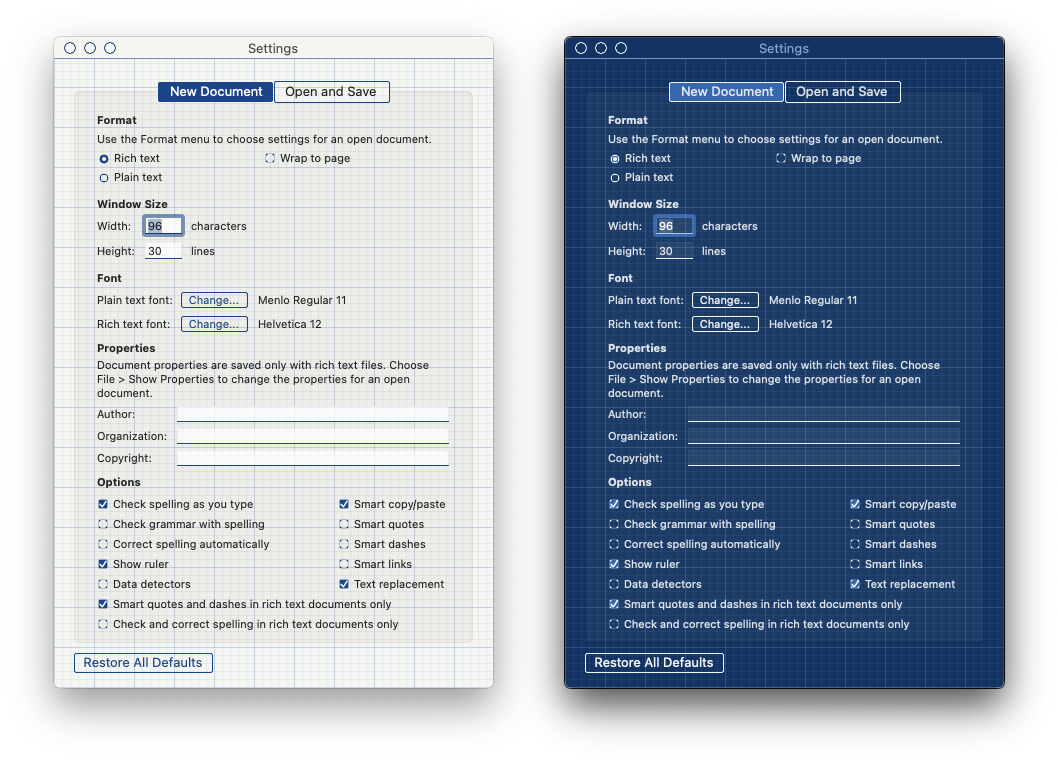 Settings
New Document Open and Save
Format
Use the Format menu to choose settings for an open document.
Rich text Wrap to page
Plain text
Window Size
Width: 96 characters
Height: 30 lines
Font
Plain text font: Change... Menlo Regular 11
Rich text font: Change... Helvetica 12
Properties
Document properties are saved only with rich text files. Choose
File > Show Properties to change the properties for an open
document.
Author:
Organization:
Copyright:
Options
Check spelling as you type Smart copy/paste
Check grammar with spelling Smart quotes
Correct spelling automatically Smart dashes
Show ruler Smart links
Data detectors Text replacement
Smart quotes and dashes in rich text documents only
Check and correct spelling in rich text documents only
Restore All Defaults
Settings
New Document Open and Save
Format
Use the Format menu to choose settings for an open document.
Rich text Wrap to page
Plain text
Window Size
Width: 96 characters
Height: 30 lines
Font
Plain text font: Change... Menlo Regular 11
Rich text font: Change... Helvetica 12
Properties
Document properties are saved only with rich text files. Choose
File > Show Properties to change the properties for an open
document.
Author:
Organization:
Copyright:
Options
Check spelling as you type Smart copy/paste
Check grammar with spelling Smart quotes
Correct spelling automatically Smart dashes
Show ruler Smart links
Data detectors Text replacement
Smart quotes and dashes in rich text documents only
Check and correct spelling in rich text documents only
Restore All Defaults